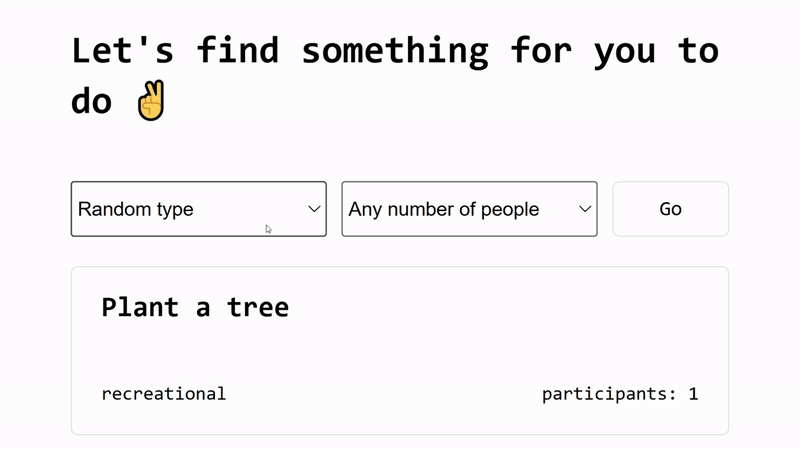 Let's find something for you to
do ✌
Random type
Any number of people
Go
Plant a tree
recreational
participants: 1